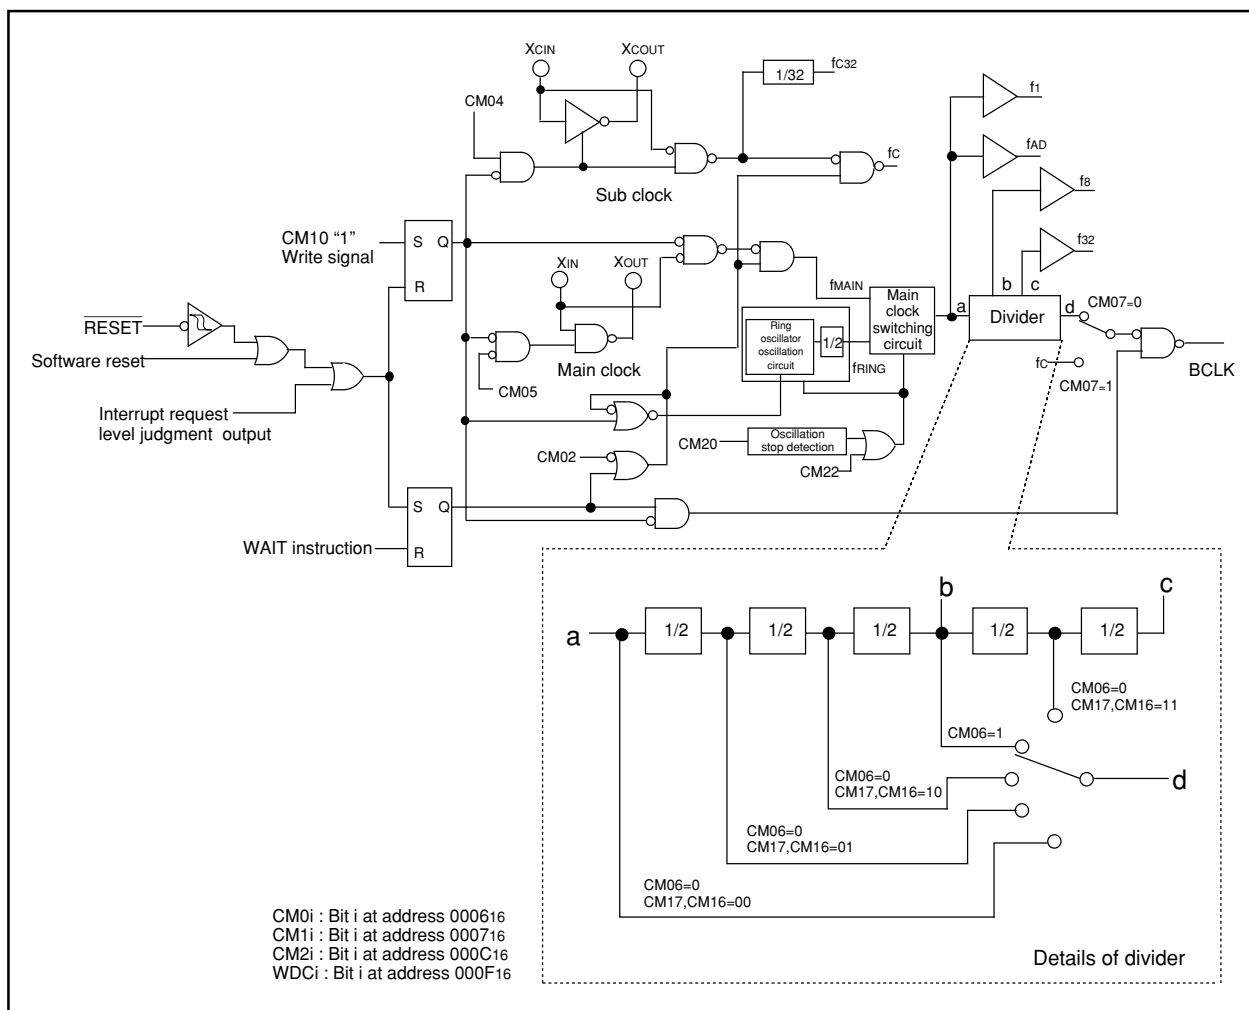 XCIN
XCOUT
1/32
fC32
CM04
f1
fAD
fC
f8
Sub clock
f32
CM10 “1”
Write signal
S
Q
R
XIN
XOUT
fMAIN
b
c
Main
clock
switching
circuit
a
Divider
d
CM07=0
RESET
Ring
oscillator
oscillation
circuit
1/2
Software reset
Main clock
fRING
fC
CM07=1
BCLK
CM05
Interrupt request
level judgment output
CM20
Oscillation
stop detection
CM02
CM22
S
Q
WAIT instruction
R
b
c
a
1/2
1/2
1/2
1/2
1/2
CM06=0
CM17,CM16=11
CM06=1
CM06=0
CM17,CM16=10
d
CM06=0
CM17,CM16=01
CM06=0
CM17,CM16=00
CM0i : Bit i at address 000616
CM1i : Bit i at address 000716
CM2i : Bit i at address 000C16
WDCi : Bit i at address 000F16
Details of divider